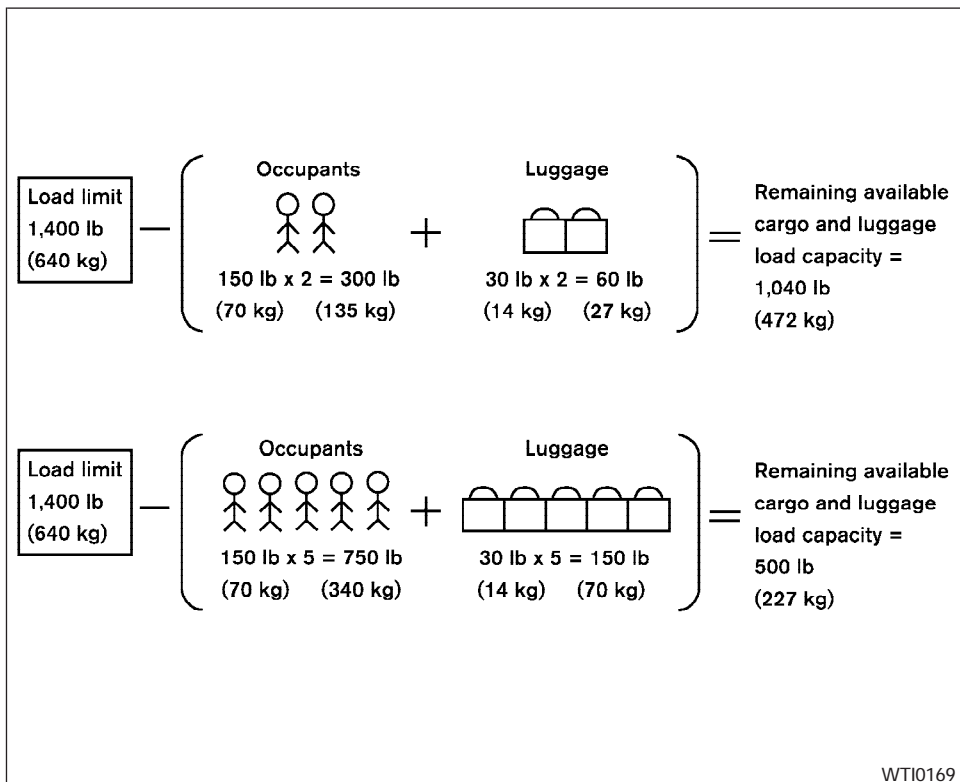 Load limit
1,400 lb
(640 kg)
Occupants
150 lb x 2 = 300 lb
(70 kg) (135 kg)
Luggage
30 lb x 2 = 60 lb
(14 kg) (27 kg)
Remaining available
cargo and luggage
load capacity =
1,040 lb
(472 kg)
Load limit
1,400 lb
(640 kg)
Occupants
150 lb x 5 = 750 lb
(70 kg) (340 kg)
Luggage
30 lb x 5 = 150 lb
(14 kg) (70 kg)
Remaining available
cargo and luggage
load capacity =
500 lb
(227 kg)
WTI0169